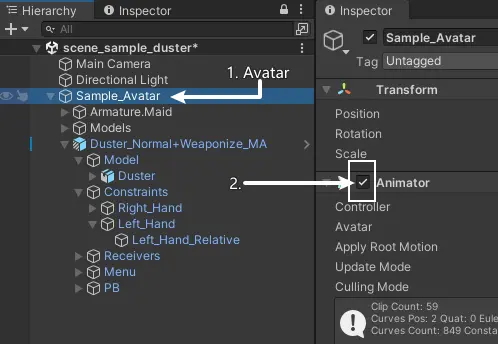 Hierarchy
Inspector
All
scene_sample_duster*
Main Camera
Directional Light
Sample_Avatar
1. Avatar
Armature.Maid
Models
Duster_Normal+Weaponize_MA
Model
Duster
2.
Constraints
Right_Hand
Left_Hand
Left_Hand_Relative
Receivers
Menu
PB
Inspector
Sample_Avatar
Tag Untagged
Transform
Position
Rotation
Scale
Animator
Controller
Avatar
Apply Root Motion
Update Mode
Culling Mode
Clip Count: 59
Curves Pos: 2 Quat: 0 Eule
Curves Count: 849 Consta